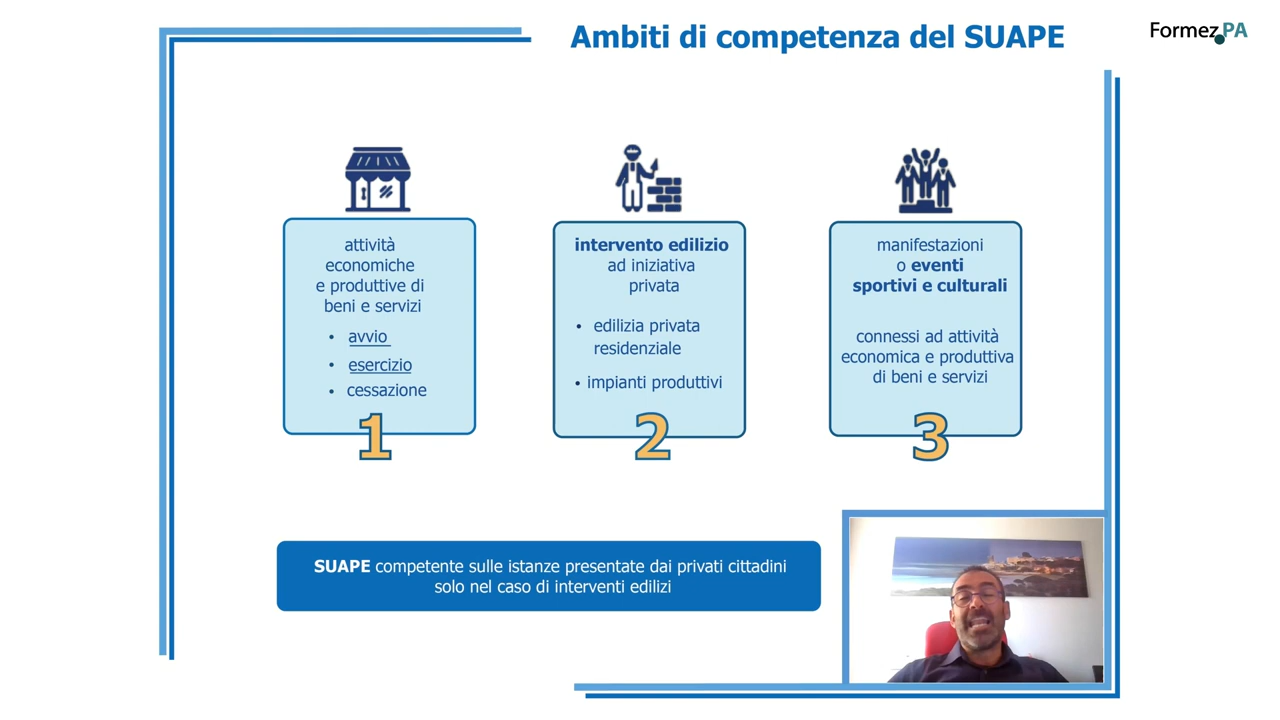 Ambiti di competenza del SUAPE
Formez.PA
attività
economiche
e produttive di
beni e servizi
• avvio
• esercizio
• cessazione
1
intervento edilizio
ad iniziativa
privata
• edilizia privata
residenziale
• impianti produttivi
2
manifestazioni
o eventi
sportivi e culturali
connessi ad attività
economica e produttiva
di beni e servizi
3
SUAPE competente sulle istanze presentate dai privati cittadini
solo nel caso di interventi edilizi